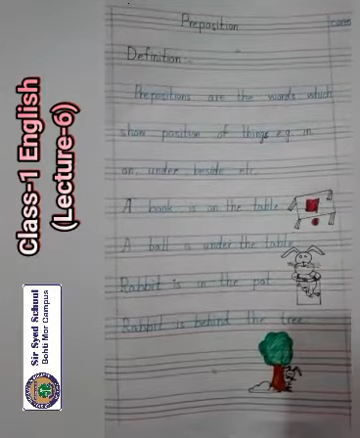 Class-1 English
(Lecture-6)
Sir Syed School
Bohti Mor Campus
Preposition
Definition:-
Prepositions are the words which
show position of things e.g in
on, under beside etc.
A book is on the table
A ball is under the table
Rabbit is in the pot
Rabbit is behind the tree